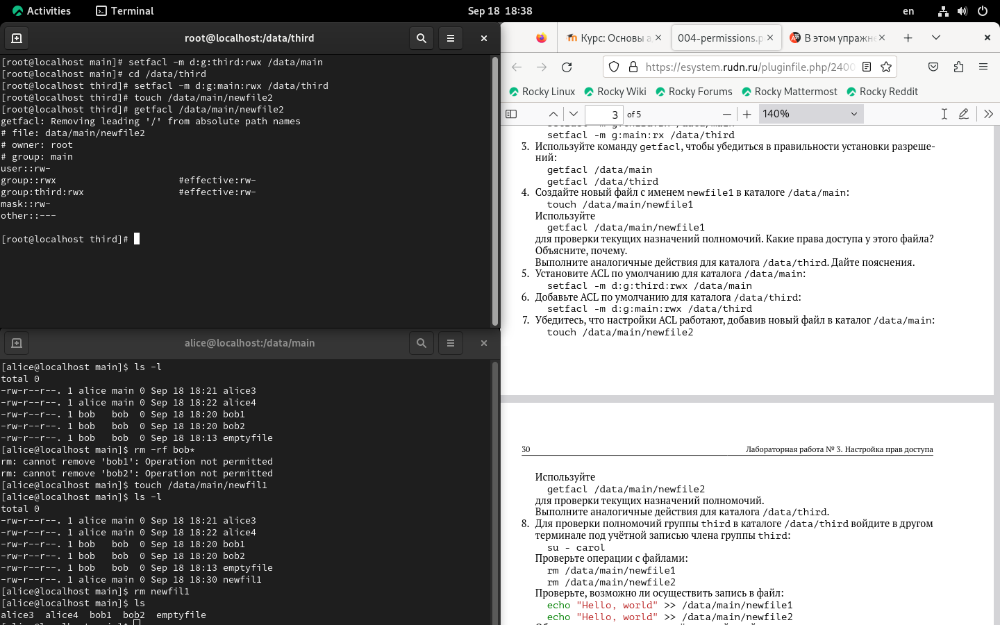 Activities Terminal Sep 18 18:38 en
root@localhost:/data/third
[root@localhost main]# setfacl -m d:g:third:rwx /data/main
[root@localhost main]# cd /data/third
[root@localhost third]# setfacl -m d:g:main:rwx /data/third
[root@localhost third]# touch /data/main/newfile2
[root@localhost third]# getfacl /data/main/newfile2
getfacl: Removing leading '/' from absolute path names
# file: data/main/newfile2
# owner: root
# group: main
user::rw-
group::rwx #effective:rw-
group:third:rwx #effective:rw-
mask::rw-
other::---
[root@localhost third]#
alice@localhost:/data/main
[alice@localhost main]$ ls -l
total 0
-rw-r--r--. 1 alice main 0 Sep 18 18:21 alice3
-rw-r--r--. 1 alice main 0 Sep 18 18:22 alice4
-rw-r--r--. 1 bob bob 0 Sep 18 18:20 bob1
-rw-r--r--. 1 bob bob 0 Sep 18 18:20 bob2
-rw-r--r--. 1 bob bob 0 Sep 18 18:13 emptyfile
[alice@localhost main]$ rm -rf bob*
rm: cannot remove 'bob1': Operation not permitted
rm: cannot remove 'bob2': Operation not permitted
[alice@localhost main]$ touch /data/main/newfil1
[alice@localhost main]$ ls -l
total 0
-rw-r--r--. 1 alice main 0 Sep 18 18:21 alice3
-rw-r--r--. 1 alice main 0 Sep 18 18:22 alice4
-rw-r--r--. 1 bob bob 0 Sep 18 18:20 bob1
-rw-r--r--. 1 bob bob 0 Sep 18 18:20 bob2
-rw-r--r--. 1 bob bob 0 Sep 18 18:13 emptyfile
-rw-r--r--. 1 alice main 0 Sep 18 18:30 newfil1
[alice@localhost main]$ rm newfil1
[alice@localhost main]$ ls
alice3 alice4 bob1 bob2 emptyfile
Курс: Основы а 004-permissions.p В этом упражне
https://esystem.rudn.ru/pluginfile.php/2400
Rocky Linux Rocky Wiki Rocky Forums Rocky Mattermost Rocky Reddit
3 of 5 140%
setfacl -m g:main:rx /data/third
3. Используйте команду getfacl, чтобы убедиться в правильности установки разреше-
ний:
getfacl /data/main
getfacl /data/third
4. Создайте новый файл с именем newfile1 в каталоге /data/main:
touch /data/main/newfile1
Используйте
getfacl /data/main/newfile1
для проверки текущих назначений полномочий. Какие права доступа у этого файла?
Объясните, почему.
Выполните аналогичные действия для каталога /data/third. Дайте пояснения.
5. Установите ACL по умолчанию для каталога /data/main:
setfacl -m d:g:third:rwx /data/main
6. Добавьте ACL по умолчанию для каталога /data/third:
setfacl -m d:g:main:rwx /data/third
7. Убедитесь, что настройки ACL работают, добавив новый файл в каталог /data/main:
touch /data/main/newfile2
30 Лабораторная работа № 3. Настройка прав доступа
Используйте
getfacl /data/main/newfile2
для проверки текущих назначений полномочий.
Выполните аналогичные действия для каталога /data/third.
8. Для проверки полномочий группы third в каталоге /data/third войдите в другом
терминале под учётной записью члена группы third:
su - carol
Проверьте операции с файлами:
rm /data/main/newfile1
rm /data/main/newfile2
Проверьте, возможно ли осуществить запись в файл:
echo "Hello, world" >> /data/main/newfile1
echo "Hello, world" >> /data/main/newfile2